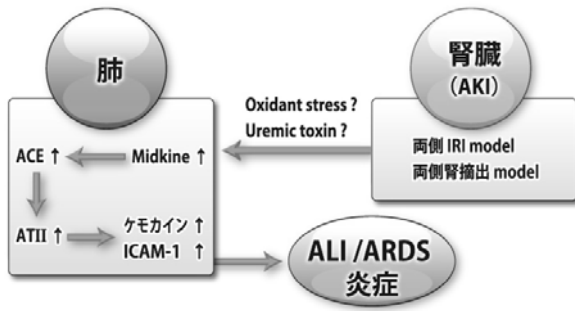 肺
腎臓
(AKI)
Oxidant stress ?
Uremic toxin ?
両側 IRI model
両側腎摘出 model
ACE ↑
Midkine ↑
ATII ↑
ケモカイン ↑
ICAM-1 ↑
ALI /ARDS
炎症